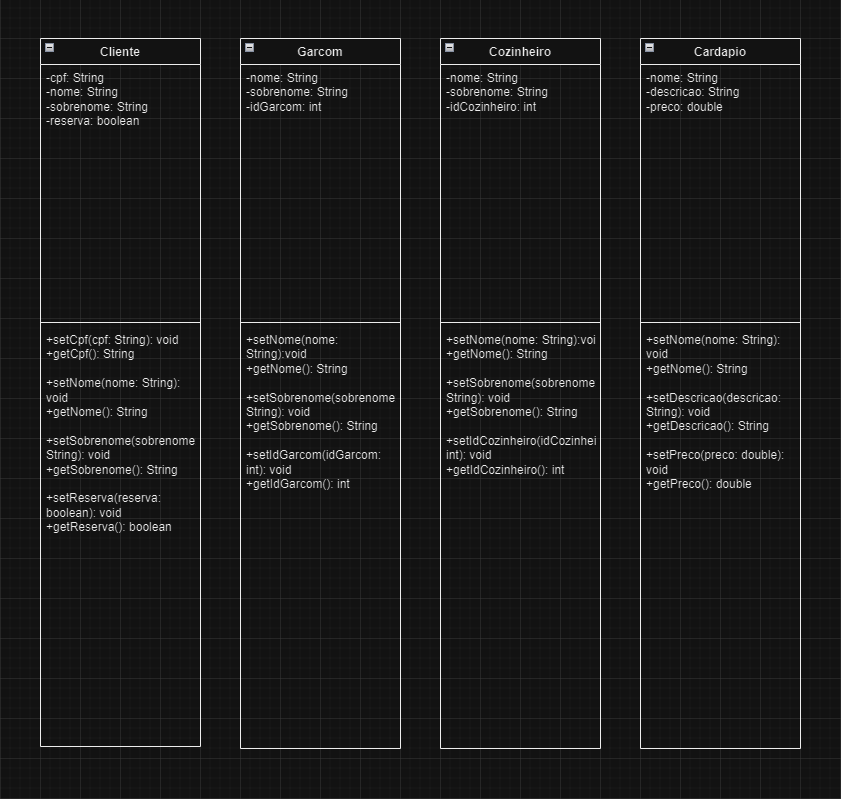 Cliente
-cpf: String
-nome: String
-sobrenome: String
-reserva: boolean
+setCpf(cpf: String): void
+getCpf(): String
+setNome(nome: String):
void
+getNome(): String
+setSobrenome(sobrenome
String): void
+getSobrenome(): String
+setReserva(reserva:
boolean): void
+getReserva(): boolean
Garcom
-nome: String
-sobrenome: String
-idGarcom: int
+setNome(nome:
String):void
+getNome(): String
+setSobrenome(sobrenome
String): void
+getSobrenome(): String
+setIdGarcom(idGarcom:
int): void
+getIdGarcom(): int
Cozinheiro
-nome: String
-sobrenome: String
-idCozinheiro: int
+setNome(nome: String):voi
+getNome(): String
+setSobrenome(sobrenome
String): void
+getSobrenome(): String
+setIdCozinheiro(idCozinhei
int): void
+getIdCozinheiro(): int
Cardapio
-nome: String
-descricao: String
-preco: double
+setNome(nome: String):
void
+getNome(): String
+setDescricao(descricao:
String): void
+getDescricao(): String
+setPreco(preco: double):
void
+getPreco(): double